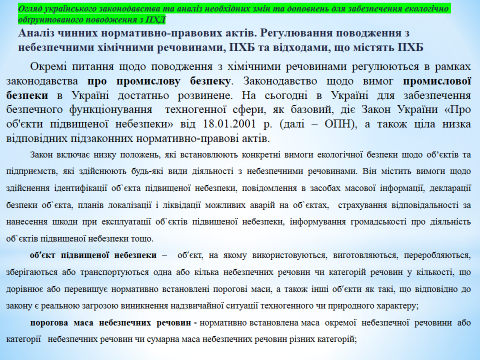 Огляд українського законодавства та аналіз необхідних змін та доповнень для забезпечення екологічно
обґрунтованого поводження з ПХД
Аналіз чинних нормативно-правових актів. Регулювання поводження з
небезпечними хімічними речовинами, ПХБ та відходами, що містять ПХБ
Окремі питання щодо поводження з хімічними речовинами регулюються в рамках
законодавства про промислову безпеку. Законодавство щодо вимог промислової
безпеки в Україні достатньо розвинене. На сьогодні в Україні для забезпечення
безпечного функціонування техногенної сфери, як базовий, діє Закон України «Про
об'єкти підвищеної небезпеки» від 18.01.2001 р. (далі – ОПН), а також ціла низка
відповідних підзаконних нормативно-правових актів.
Закон включає низку положень, які встановлюють конкретні вимоги екологічної безпеки щодо об’єктів та
підприємств, які здійснюють будь-які види діяльності з небезпечними речовинами. Він містить вимоги щодо
здійснення ідентифікації об`єкта підвищеної небезпеки, повідомлення в засобах масової інформації, декларації
безпеки об`єкта, планів локалізації і ліквідації можливих аварій на об`єктах, страхування відповідальності за
нанесення шкоди при експлуатації об`єктів підвищеної небезпеки, інформування громадськості про діяльність
об`єктів підвищеної небезпеки тощо.
об'єкт підвищеної небезпеки – об'єкт, на якому використовуються, виготовляються, переробляються,
зберігаються або транспортуються одна або кілька небезпечних речовин чи категорій речовин у кількості, що
дорівнює або перевищує нормативно встановлені порогові маси, а також інші об'єкти як такі, що відповідно до
закону є реальною загрозою виникнення надзвичайної ситуації техногенного чи природного характеру;
порогова маса небезпечних речовин - нормативно встановлена маса окремої небезпечної речовини або
категорії небезпечних речовин чи сумарна маса небезпечних речовин різних категорій;